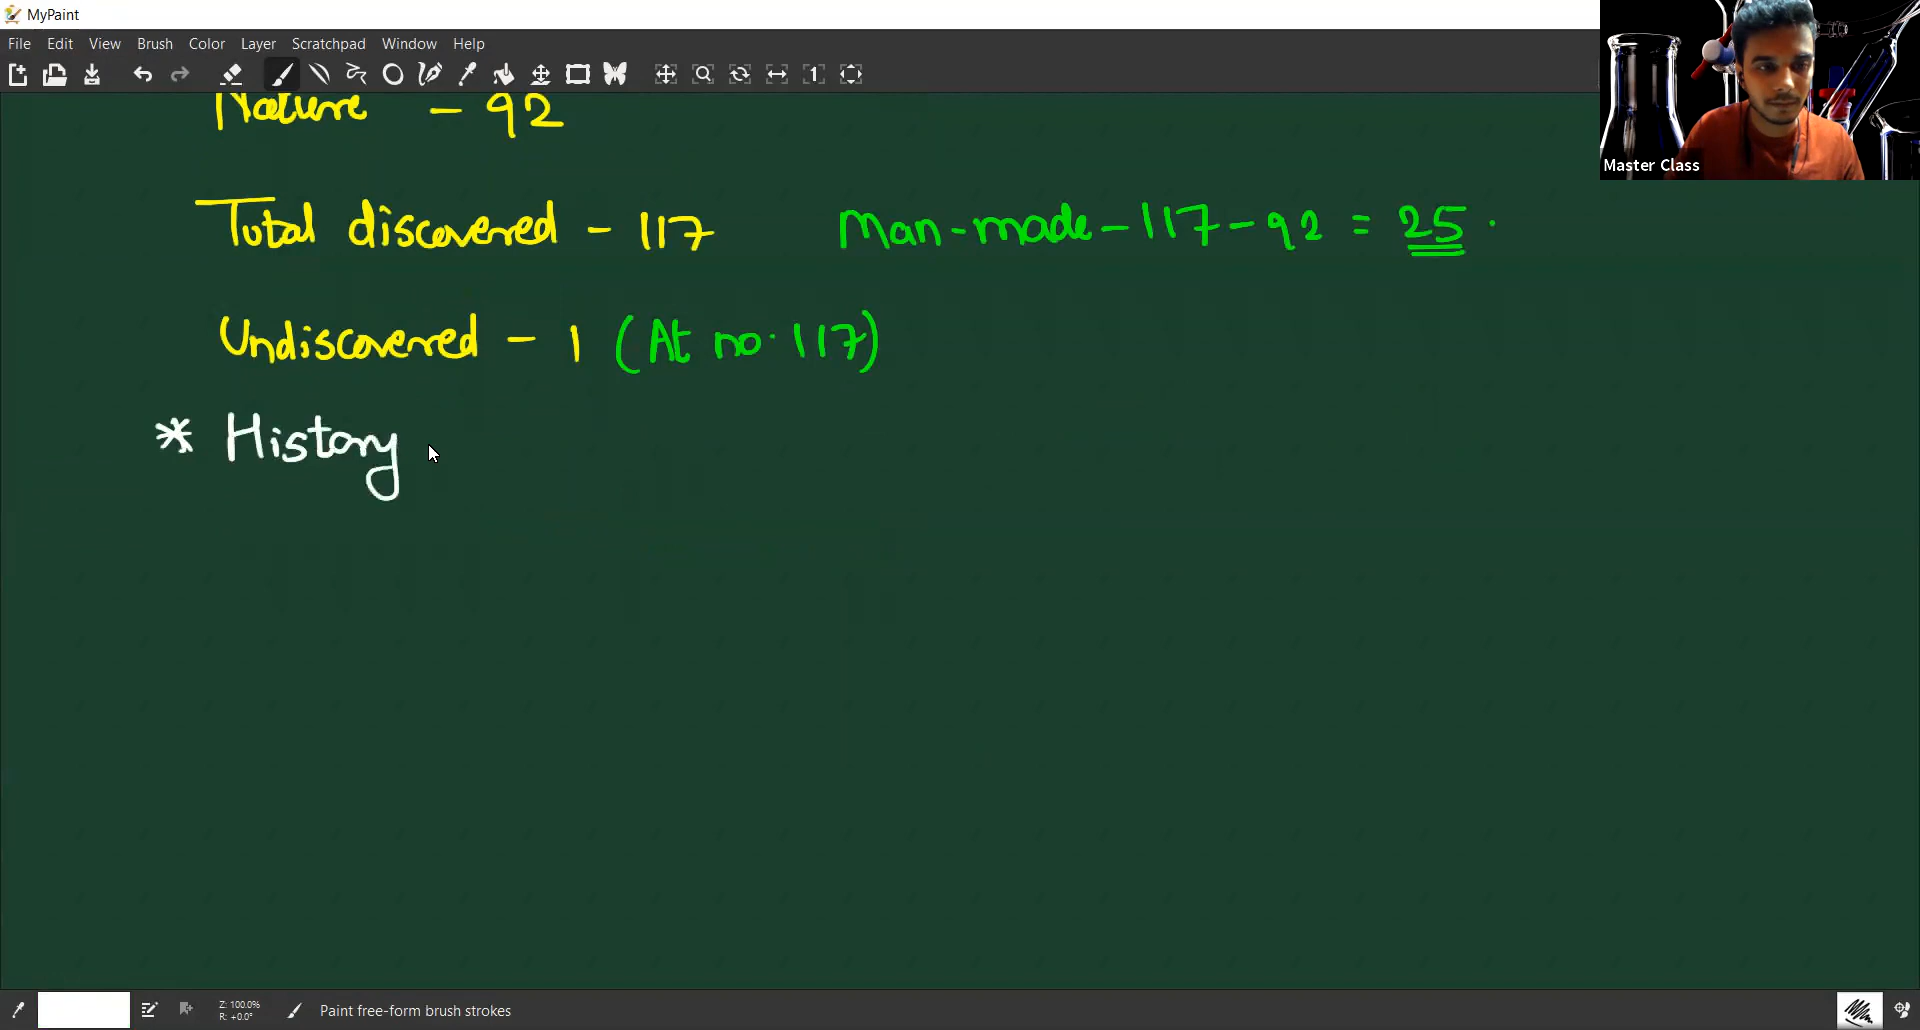 MyPaint
File Edit View Brush Color Layer Scratchpad Window Help
Master Class
Nature - 92
Total discovered - 117 Man-made - 117 - 92 = 25 .
Undiscovered - 1 (At no. 117)
* History
Z: 100.0%
R: +0.0°
Paint free-form brush strokes